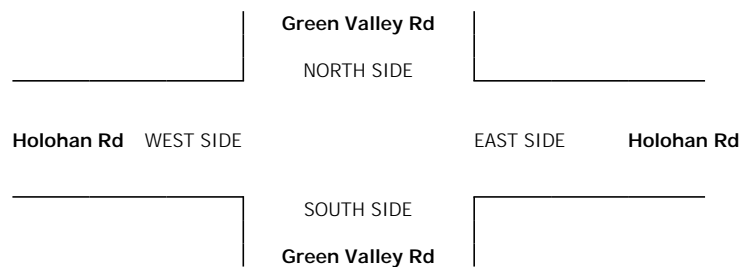 Green Valley Rd
NORTH SIDE
Holohan Rd WEST SIDE EAST SIDE Holohan Rd
SOUTH SIDE
Green Valley Rd